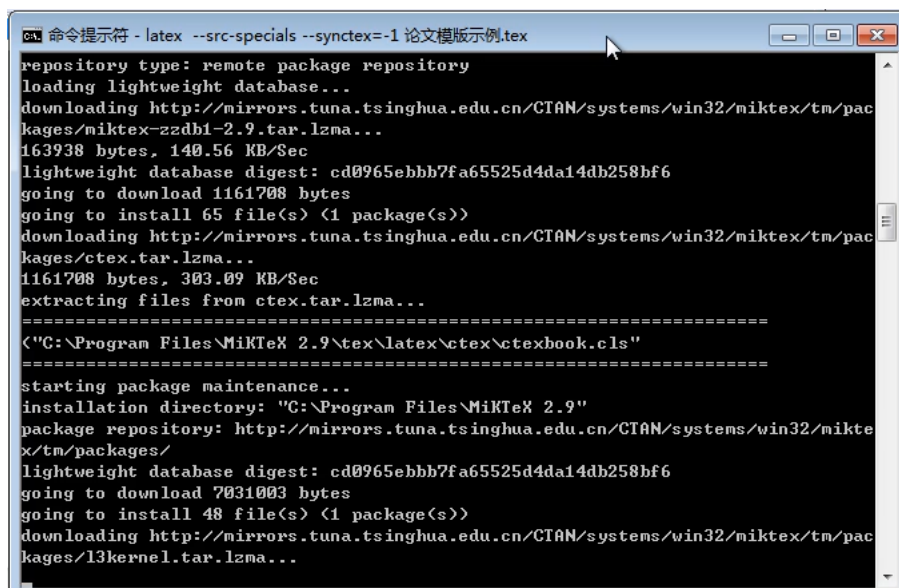 命令提示符 - latex  --src-specials --synctex=-1 论文模版示例.tex
repository type: remote package repository
loading lightweight database...
downloading http://mirrors.tuna.tsinghua.edu.cn/CTAN/systems/win32/miktex/tm/pac
kages/miktex-zzdb1-2.9.tar.lzma...
163938 bytes, 140.56 KB/Sec
lightweight database digest: cd0965ebbb7fa65525d4da14db258bf6
going to download 1161708 bytes
going to install 65 file(s) (1 package(s))
downloading http://mirrors.tuna.tsinghua.edu.cn/CTAN/systems/win32/miktex/tm/pac
kages/ctex.tar.lzma...
1161708 bytes, 303.09 KB/Sec
extracting files from ctex.tar.lzma...
======================================================================
("C:\Program Files\MiKTeX 2.9\tex\latex\ctex\ctexbook.cls"
======================================================================
starting package maintenance...
installation directory: "C:\Program Files\MiKTeX 2.9"
package repository: http://mirrors.tuna.tsinghua.edu.cn/CTAN/systems/win32/mikte
x/tm/packages/
lightweight database digest: cd0965ebbb7fa65525d4da14db258bf6
going to download 7031003 bytes
going to install 48 file(s) (1 package(s))
downloading http://mirrors.tuna.tsinghua.edu.cn/CTAN/systems/win32/miktex/tm/pac
kages/l3kernel.tar.lzma...